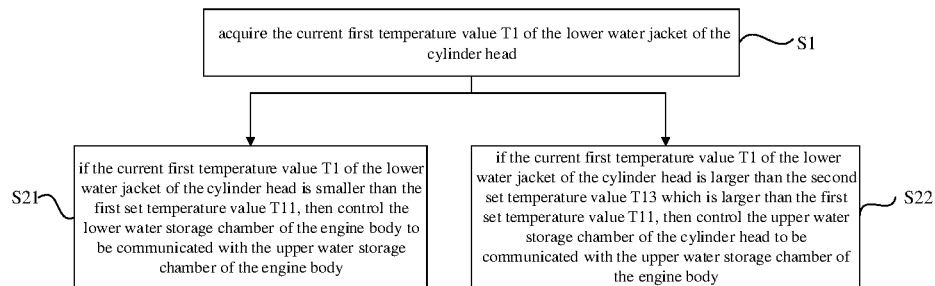 acquire the current first temperature value T1 of the lower water jacket of the
cylinder head
S1
S21
if the current first temperature value T1 of the lower
water jacket of the cylinder head is smaller than the
first set temperature value T11, then control the
lower water storage chamber of the engine body to
be communicated with the upper water storage
chamber of the engine body
if the current first temperature value T1 of the lower
water jacket of the cylinder head is larger than the second
set temperature value T13 which is larger than the first
set temperature value T11, then control the upper water
storage chamber of the cylinder head to be
communicated with the upper water storage chamber of
the engine body
S22